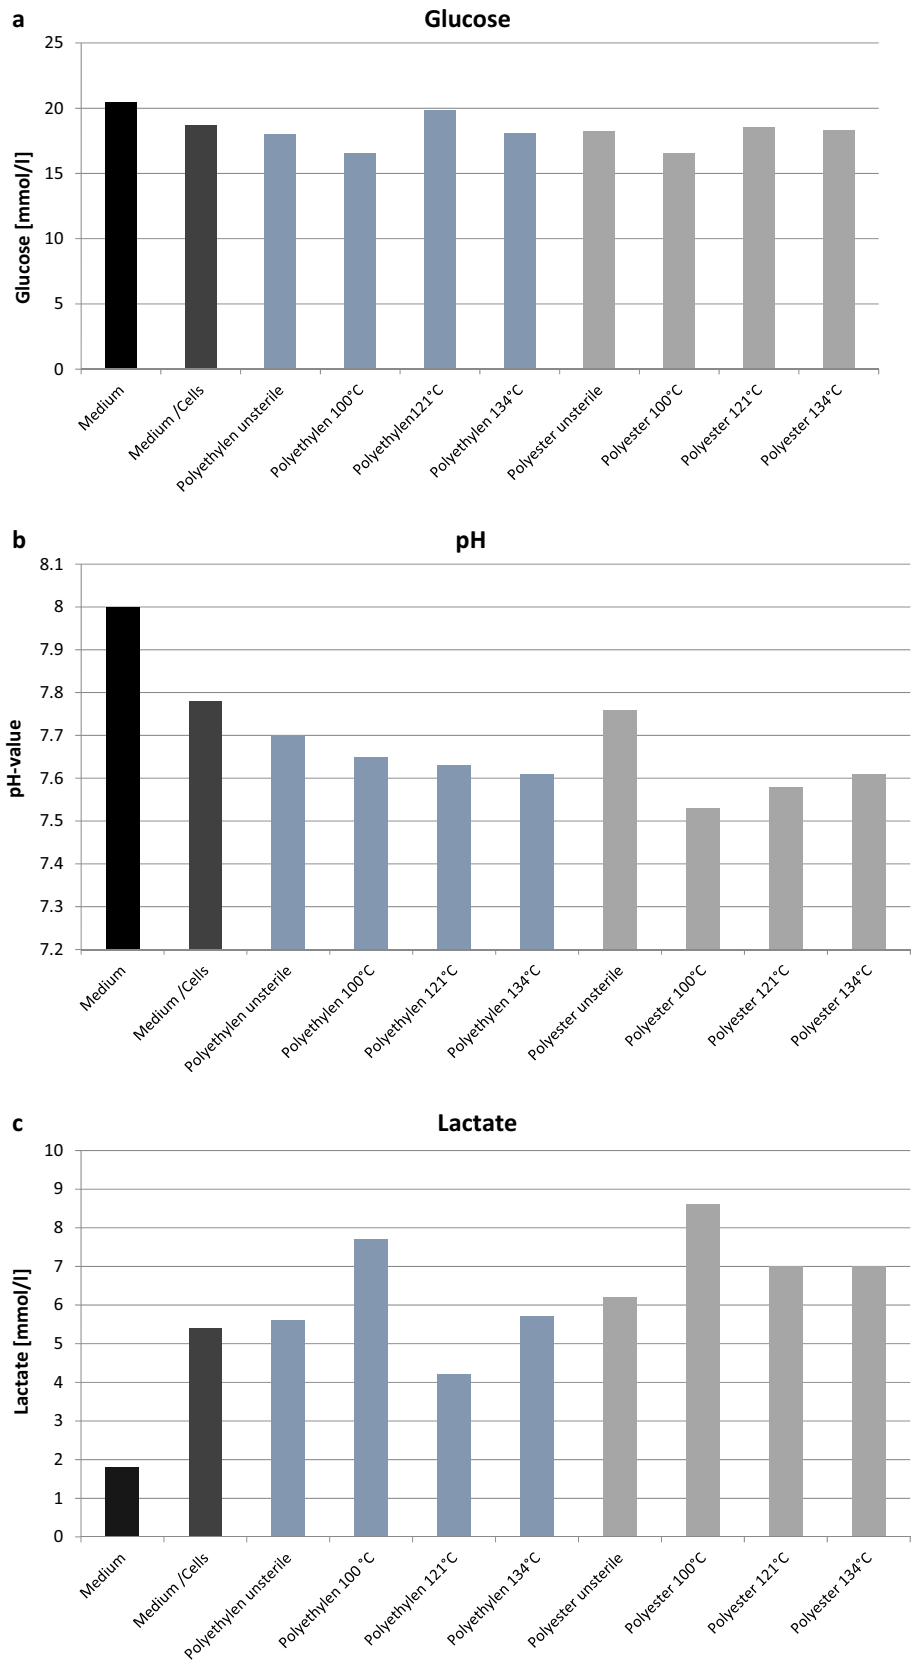 a
Glucose
25
20
15
10
5
0
Glucose [mmol/l]
Medium
Medium /Cells
Polyethylen unsterile
Polyethylen 100°C
Polyethylen121°C
Polyethylen 134°C
Polyester unsterile
Polyester 100°C
Polyester 121°C
Polyester 134°C
b
pH
8.1
8
7.9
7.8
7.7
7.6
7.5
7.4
7.3
7.2
pH-value
Medium
Medium /Cells
Polyethylen unsterile
Polyethylen 100°C
Polyethylen 121°C
Polyethylen 134°C
Polyester unsterile
Polyester 100°C
Polyester 121°C
Polyester 134°C
c
Lactate
10
9
8
7
6
5
4
3
2
1
0
Lactate [mmol/l]
Medium
Medium /Cells
Polyethylen unsterile
Polyethylen 100 °C
Polyethylen 121°C
Polyethylen 134°C
Polyester unsterile
Polyester 100°C
Polyester 121°C
Polyester 134°C